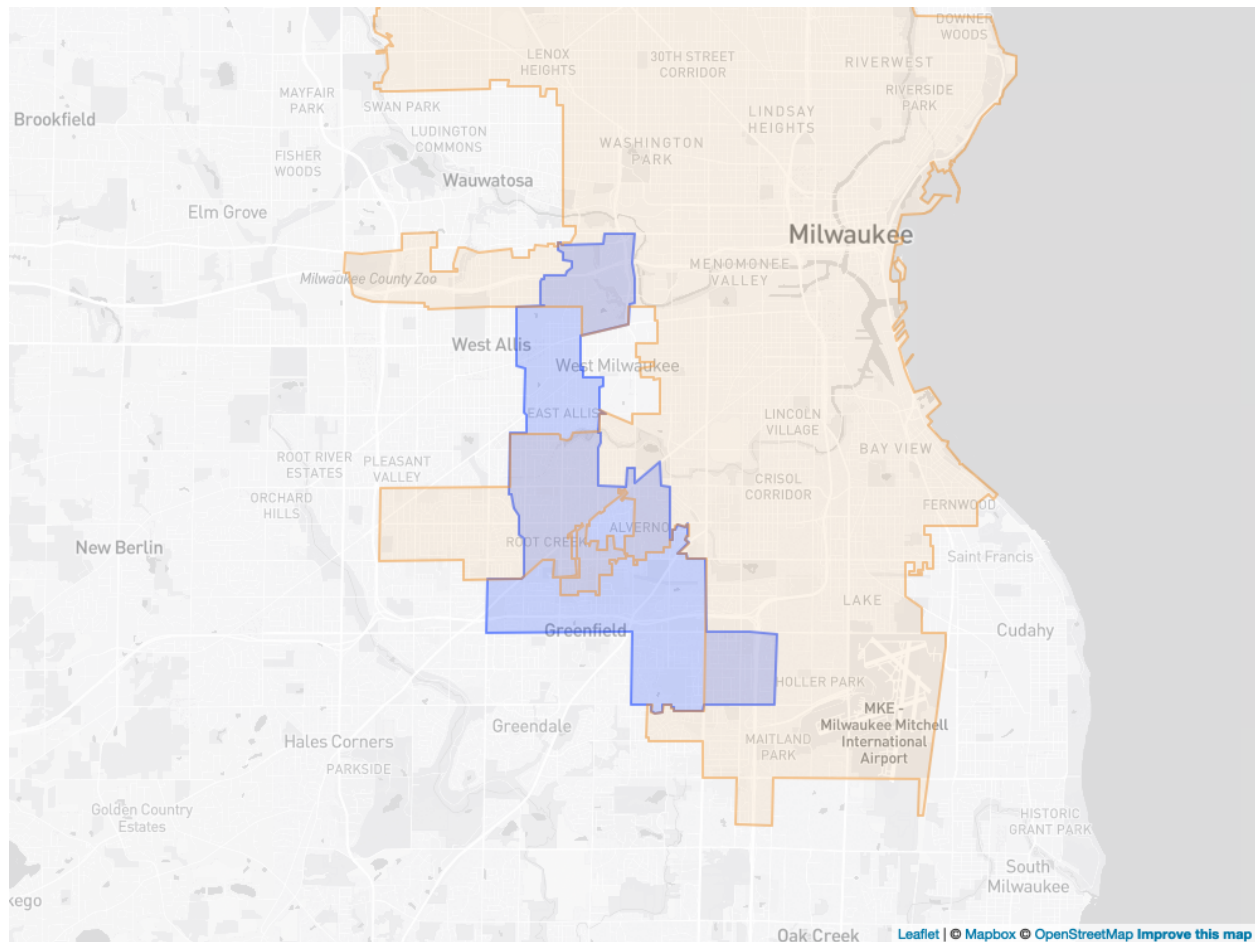 DOWNER
WOODS
LENOX
HEIGHTS
30TH STREET
CORRIDOR
RIVERWEST
MAYFAIR
PARK
SWAN PARK
RIVERSIDE
PARK
Brookfield
LUDINGTON
COMMONS
LINDSAY
HEIGHTS
WASHINGTON
PARK
FISHER
WOODS
Wauwatosa
Elm Grove
Milwaukee
MENOMONEE
VALLEY
Milwaukee County Zoo
West Allis
West Milwaukee
EAST ALLIS
LINCOLN
VILLAGE
BAY VIEW
ROOT RIVER
ESTATES
PLEASANT
VALLEY
CRISOL
CORRIDOR
ORCHARD
HILLS
FERNWOOD
ALVERNO
ROOT CREEK
New Berlin
Saint Francis
LAKE
Greenfield
Cudahy
HOLLER PARK
MKE -
Milwaukee Mitchell
International
Airport
Greendale
Hales Corners
MAITLAND
PARK
PARKSIDE
Golden Country
Estates
HISTORIC
GRANT PARK
South
Milwaukee
kego
Oak Creek
Leaflet | © Mapbox © OpenStreetMap Improve this map